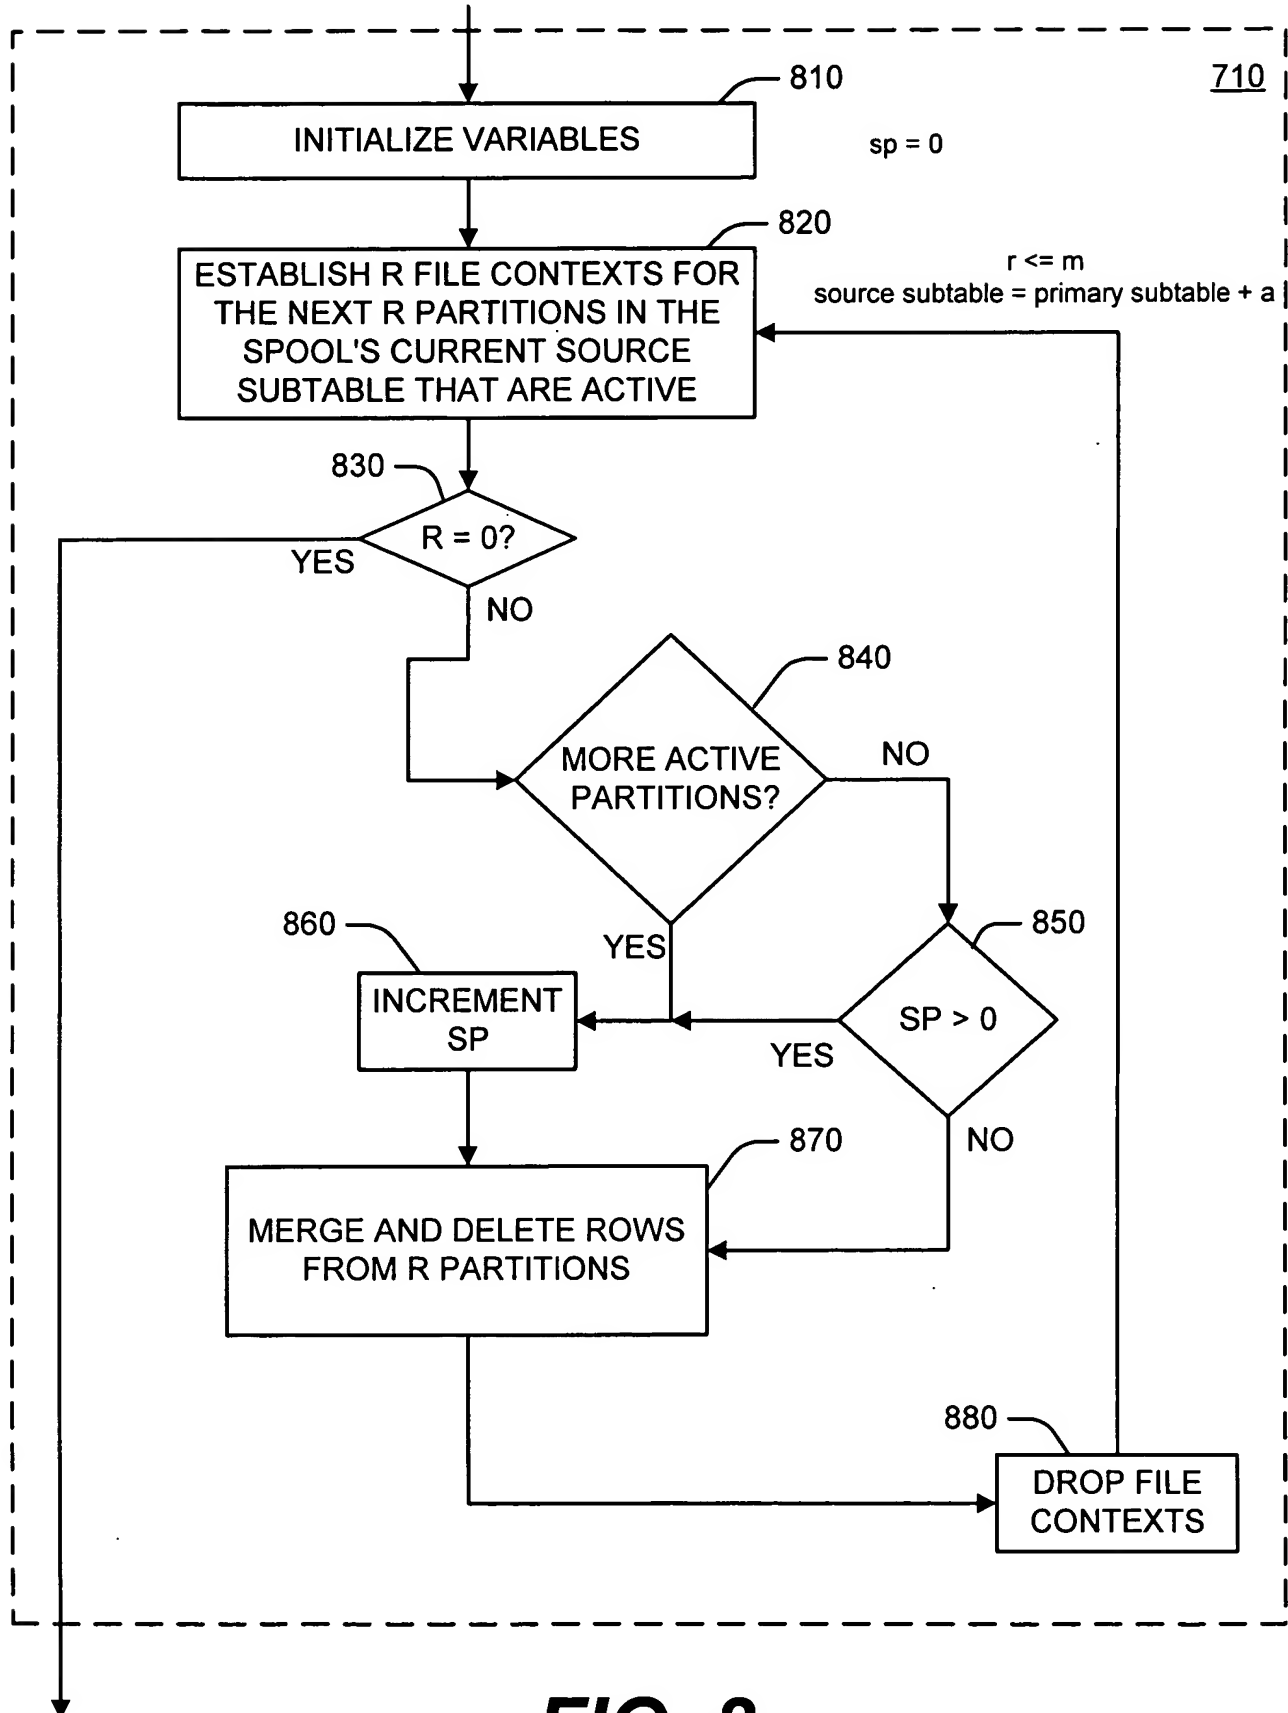 710
810
INITIALIZE VARIABLES
sp = 0
820
ESTABLISH R FILE CONTEXTS FOR
THE NEXT R PARTITIONS IN THE
SPOOL'S CURRENT SOURCE
SUBTABLE THAT ARE ACTIVE
r <= m
source subtable = primary subtable + a
830
R = 0?
YES
NO
840
MORE ACTIVE
PARTITIONS?
NO
YES
850
SP > 0
YES
NO
860
INCREMENT
SP
870
MERGE AND DELETE ROWS
FROM R PARTITIONS
880
DROP FILE
CONTEXTS
FIG. 8